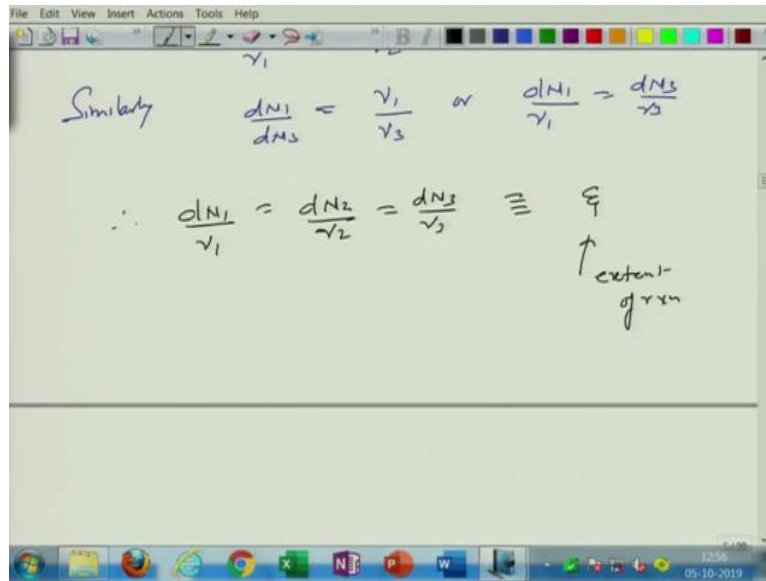 File Edit View Insert Actions Tools Help
ν1
Similarly dN1/dN3 = ν1/ν3 or dN1/ν1 = dN3/ν3
∴ dN1/ν1 = dN2/ν2 = dN3/ν3 ≡ ξ
↑ extent
of rxn
12:56
05-10-2019